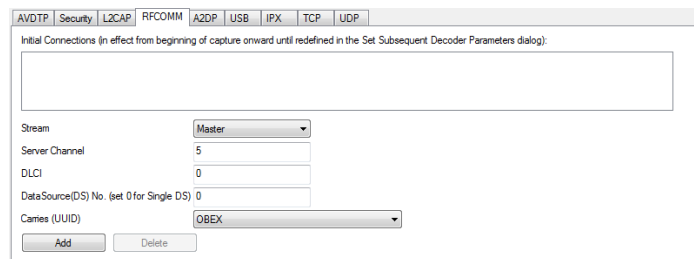 AVDTP Security L2CAP RFCOMM A2DP USB IPX TCP UDP
Initial Connections (in effect from beginning of capture onward until redefined in the Set Subsequent Decoder Parameters dialog):
Stream Master
Server Channel 5
DLCI 0
DataSource(DS) No. (set 0 for Single DS) 0
Carries (UUID) OBEX
Add Delete